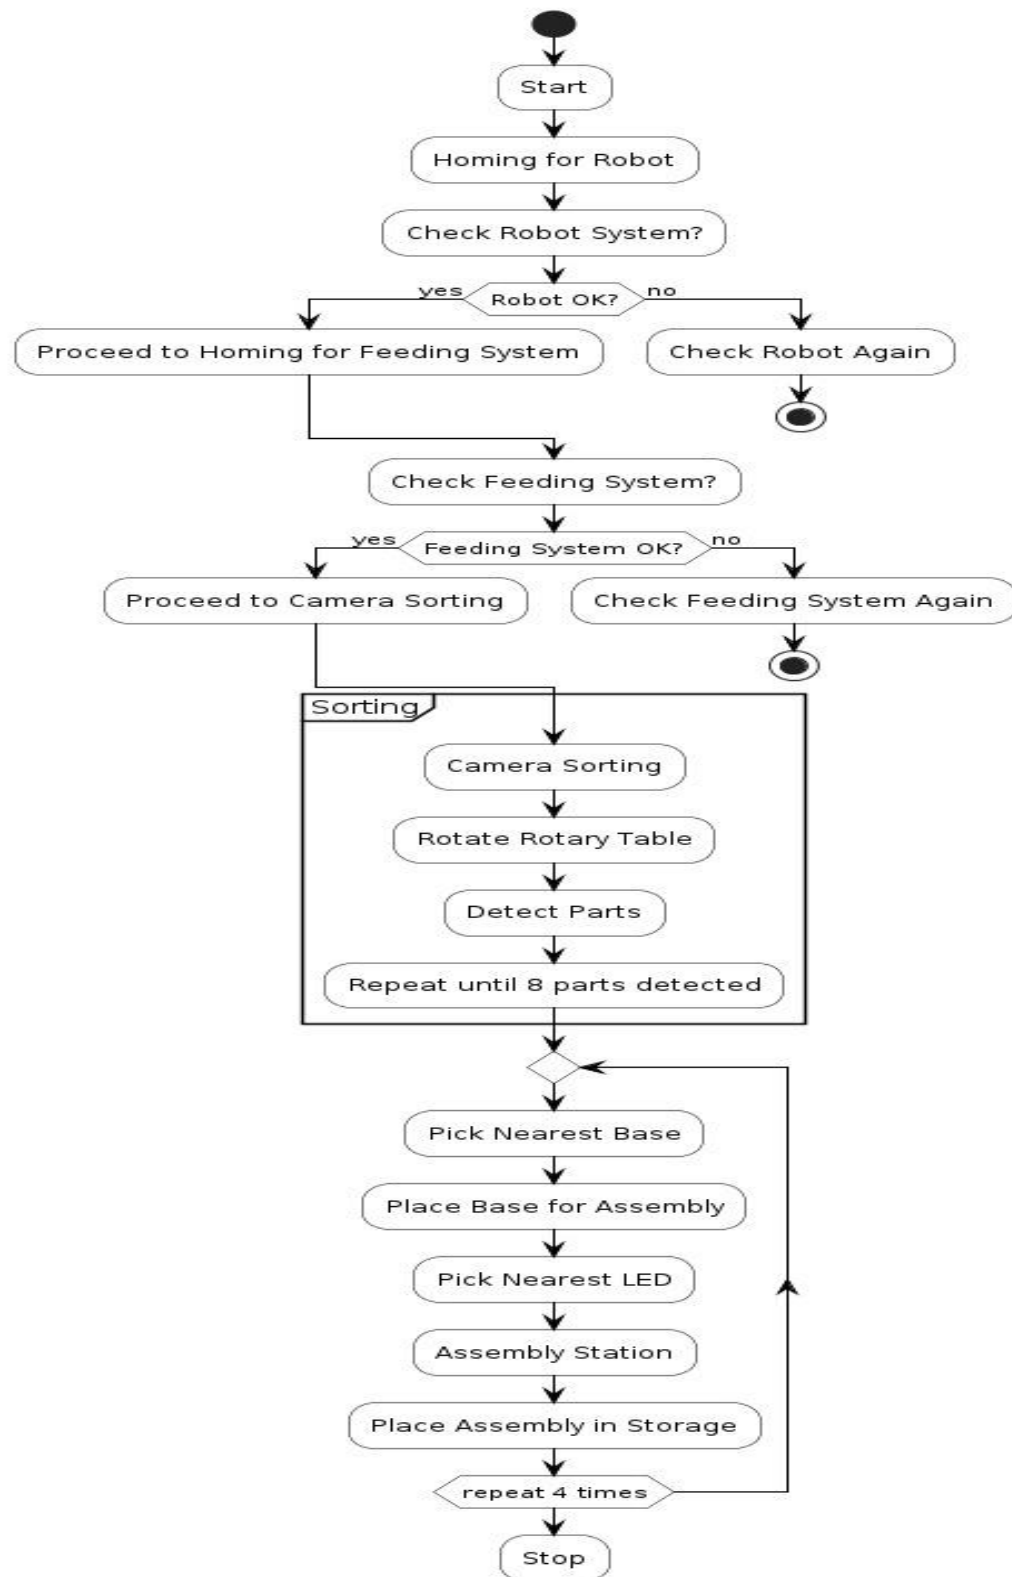 Start
Homing for Robot
Check Robot System?
yes
Robot OK?
no
Proceed to Homing for Feeding System
Check Robot Again
Check Feeding System?
yes
Feeding System OK?
no
Proceed to Camera Sorting
Check Feeding System Again
Sorting
Camera Sorting
Rotate Rotary Table
Detect Parts
Repeat until 8 parts detected
Pick Nearest Base
Place Base for Assembly
Pick Nearest LED
Assembly Station
Place Assembly in Storage
repeat 4 times
Stop